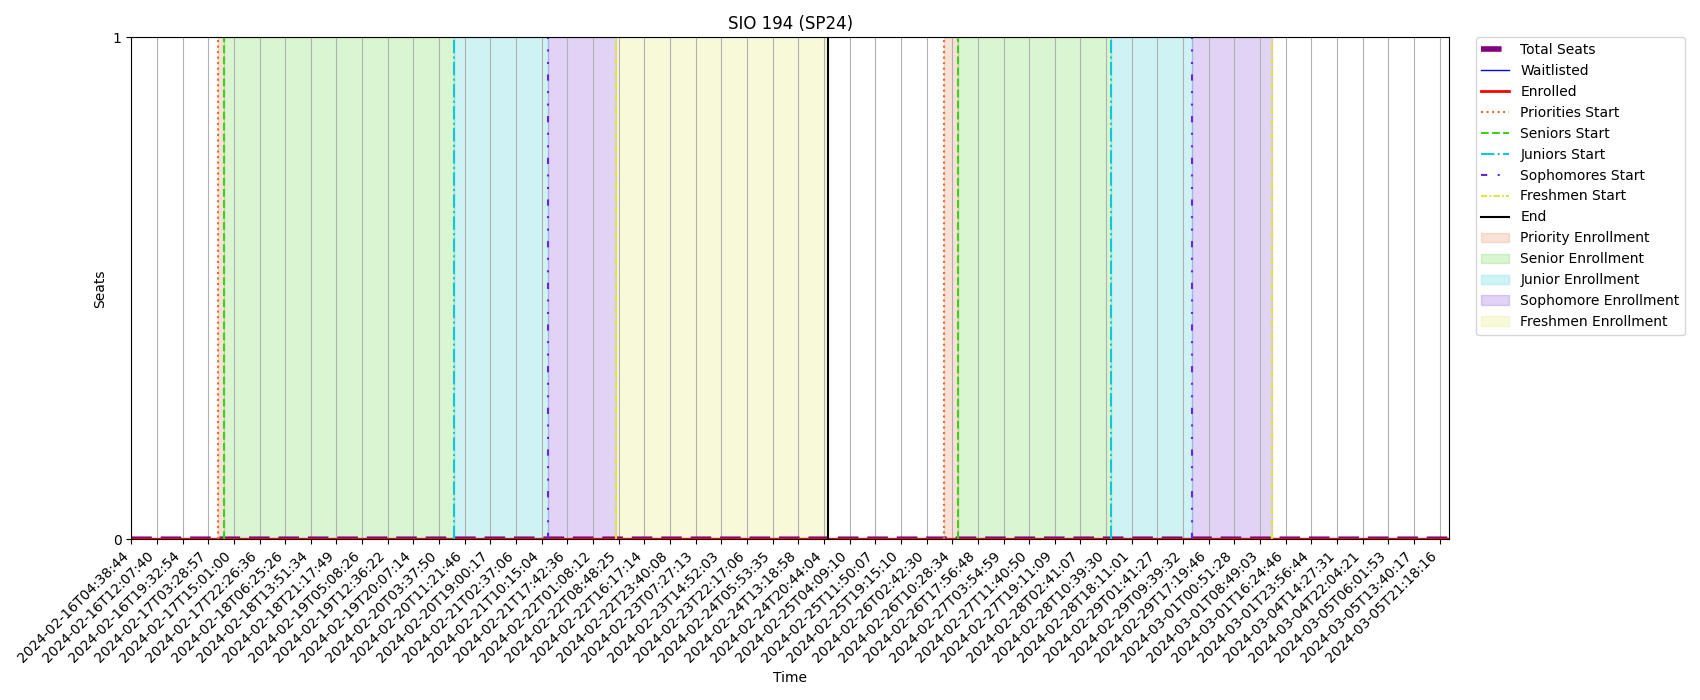 SIO 194 (SP24)
1
0
Seats
2024-02-16T04:38:44
2024-02-16T12:07:40
2024-02-16T19:32:54
2024-02-17T03:28:57
2024-02-17T15:01:00
2024-02-17T22:26:36
2024-02-18T06:25:26
2024-02-18T13:51:34
2024-02-18T21:17:49
2024-02-19T05:08:26
2024-02-19T12:36:22
2024-02-19T20:07:14
2024-02-20T03:37:50
2024-02-20T11:21:46
2024-02-20T19:00:17
2024-02-21T02:37:06
2024-02-21T10:15:04
2024-02-21T17:42:36
2024-02-22T01:08:12
2024-02-22T08:48:25
2024-02-22T16:17:14
2024-02-22T23:40:08
2024-02-23T07:27:13
2024-02-23T14:52:03
2024-02-23T22:17:06
2024-02-24T05:53:35
2024-02-24T13:18:58
2024-02-24T20:44:04
2024-02-25T04:09:10
2024-02-25T11:50:07
2024-02-25T19:15:10
2024-02-26T02:42:30
2024-02-26T10:28:34
2024-02-26T17:56:48
2024-02-27T03:54:59
2024-02-27T11:40:50
2024-02-27T19:11:09
2024-02-28T02:41:07
2024-02-28T10:39:30
2024-02-28T18:11:01
2024-02-29T01:41:27
2024-02-29T09:39:32
2024-02-29T17:19:46
2024-03-01T00:51:28
2024-03-01T08:49:03
2024-03-01T16:24:46
2024-03-01T23:56:44
2024-03-04T14:27:31
2024-03-04T22:04:21
2024-03-05T06:01:53
2024-03-05T13:40:17
2024-03-05T21:18:16
Time
Total Seats
Waitlisted
Enrolled
Priorities Start
Seniors Start
Juniors Start
Sophomores Start
Freshmen Start
End
Priority Enrollment
Senior Enrollment
Junior Enrollment
Sophomore Enrollment
Freshmen Enrollment